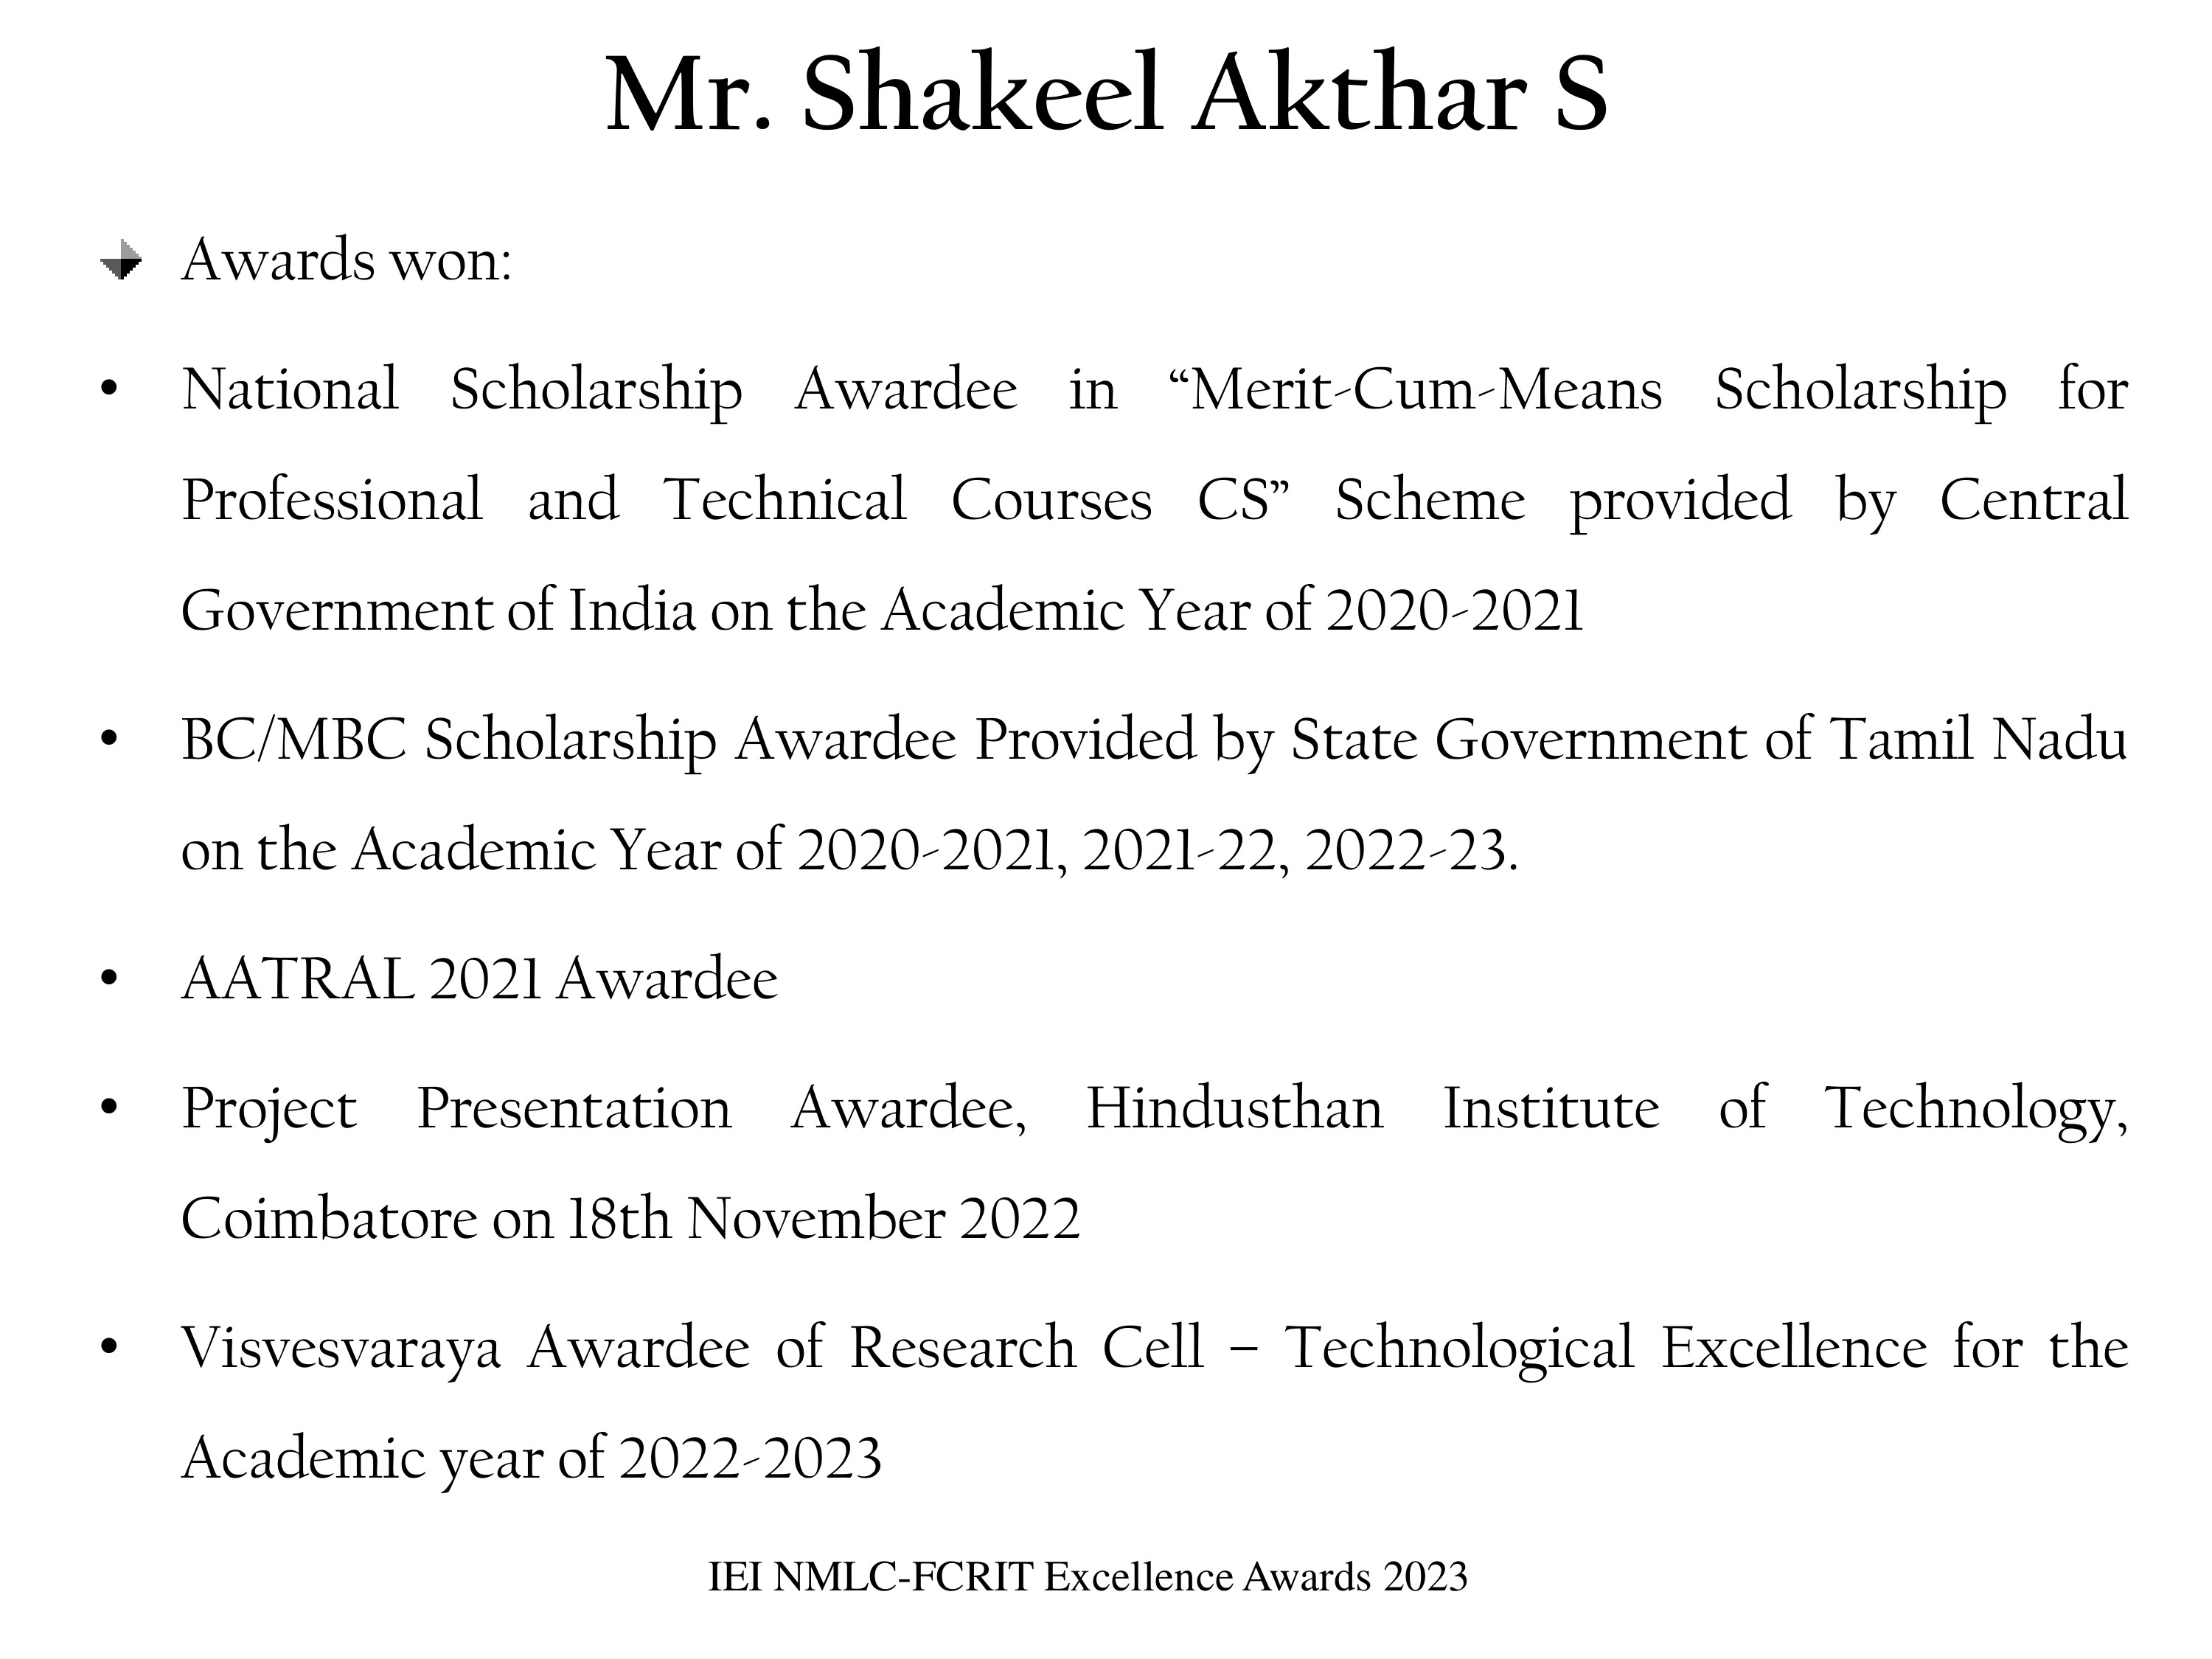 Mr. Shakeel Akthar S
Awards won:
• National Scholarship Awardee in “Merit-Cum-Means Scholarship for
Professional and Technical Courses CS” Scheme provided by Central
Government of India on the Academic Year of 2020-2021
• BC/MBC Scholarship Awardee Provided by State Government of Tamil Nadu
on the Academic Year of 2020-2021, 2021-22, 2022-23.
• AATRAL 2021 Awardee
• Project Presentation Awardee, Hindusthan Institute of Technology,
Coimbatore on 18th November 2022
• Visvesvaraya Awardee of Research Cell – Technological Excellence for the
Academic year of 2022-2023
IEI NMLC-FCRIT Excellence Awards 2023